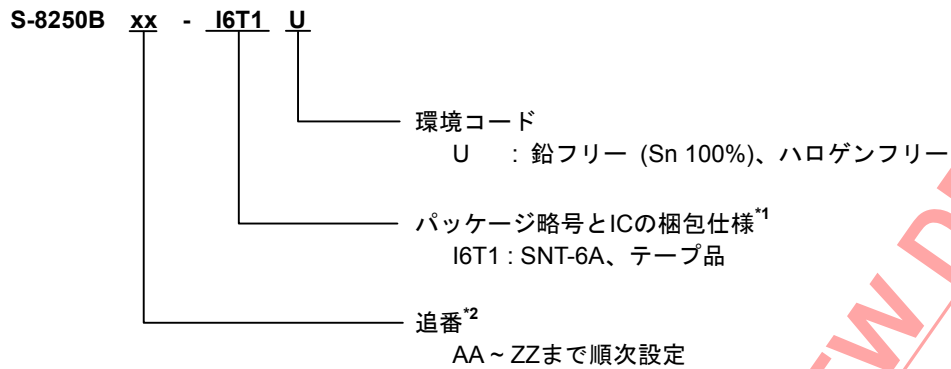 S-8250B xx - I6T1 U
環境コード
U : 鉛フリー (Sn 100%)、ハロゲンフリー
パッケージ略号とICの梱包仕様*1
I6T1 : SNT-6A、テープ品
追番*2
AA ~ ZZまで順次設定